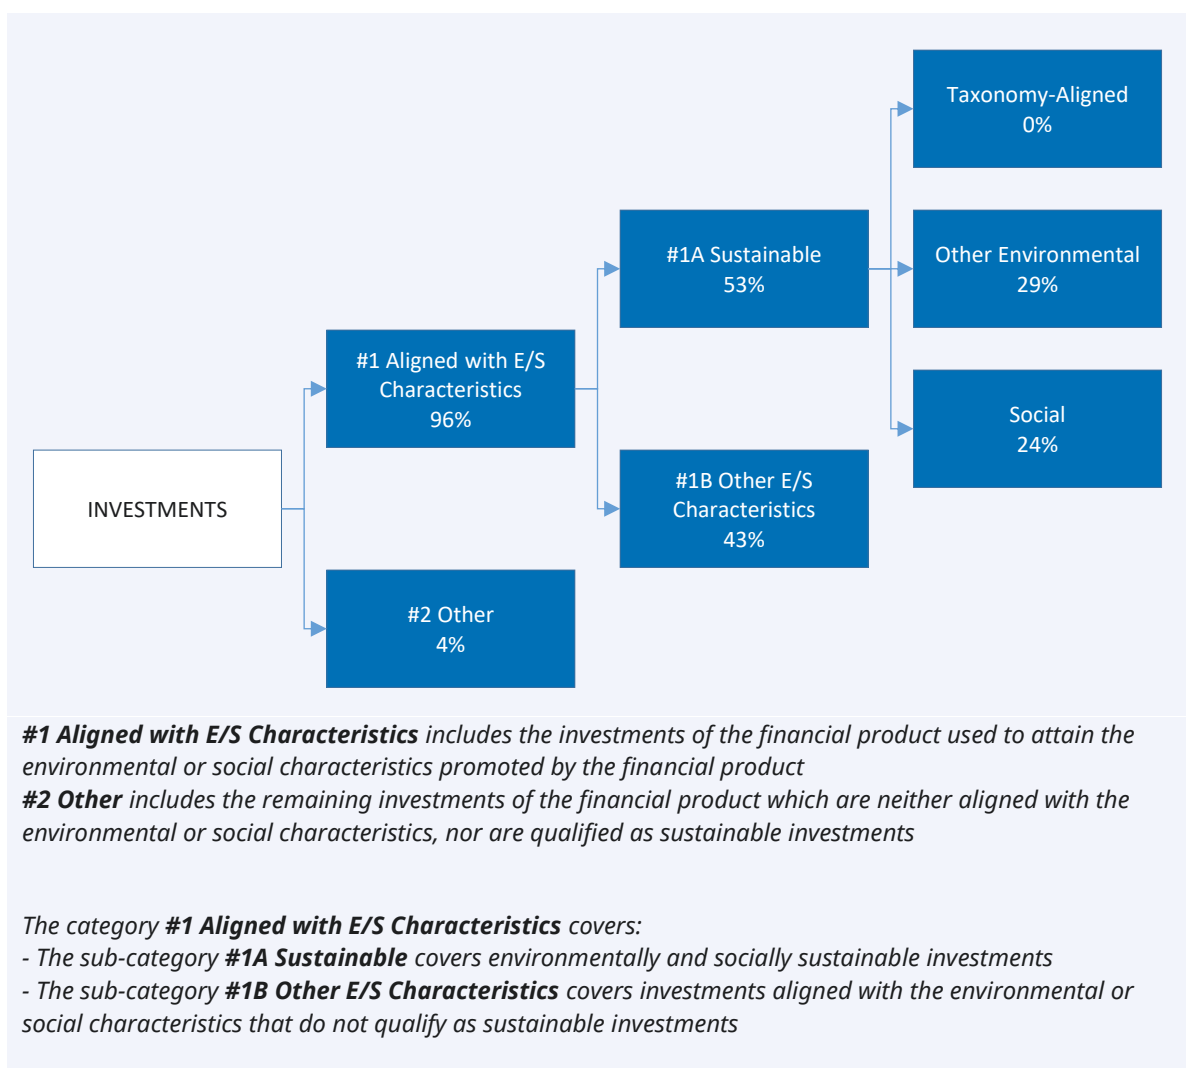 Taxonomy-Aligned
0%
#1A Sustainable
53%
Other Environmental
29%
#1 Aligned with E/S
Characteristics
96%
Social
24%
INVESTMENTS
#1B Other E/S
Characteristics
43%
#2 Other
4%
#1 Aligned with E/S Characteristics includes the investments of the financial product used to attain the
environmental or social characteristics promoted by the financial product
#2 Other includes the remaining investments of the financial product which are neither aligned with the
environmental or social characteristics, nor are qualified as sustainable investments
The category #1 Aligned with E/S Characteristics covers:
- The sub-category #1A Sustainable covers environmentally and socially sustainable investments
- The sub-category #1B Other E/S Characteristics covers investments aligned with the environmental or
social characteristics that do not qualify as sustainable investments